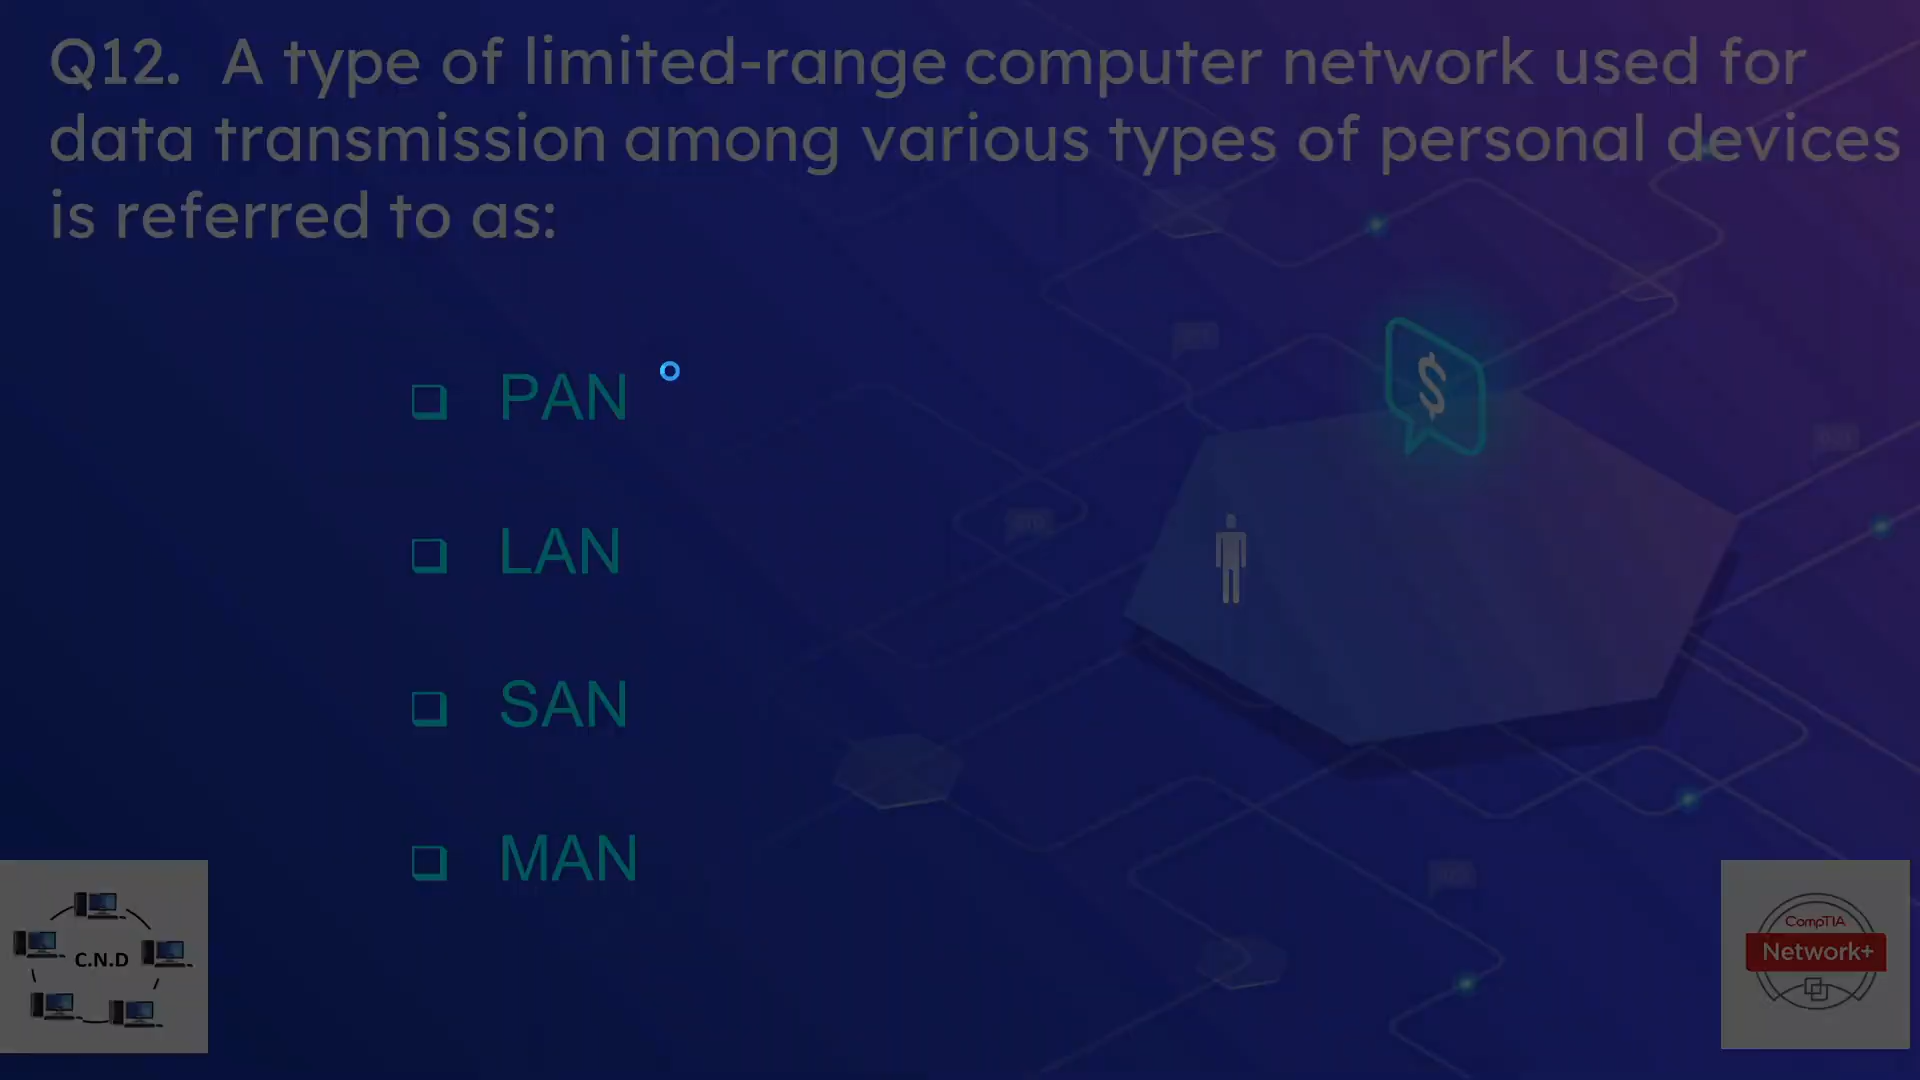 Q12. A type of limited-range computer network used for
data transmission among various types of personal devices
is referred to as:
PAN
LAN
$
SAN
MAN
C.N.D
CompTIA
Network+